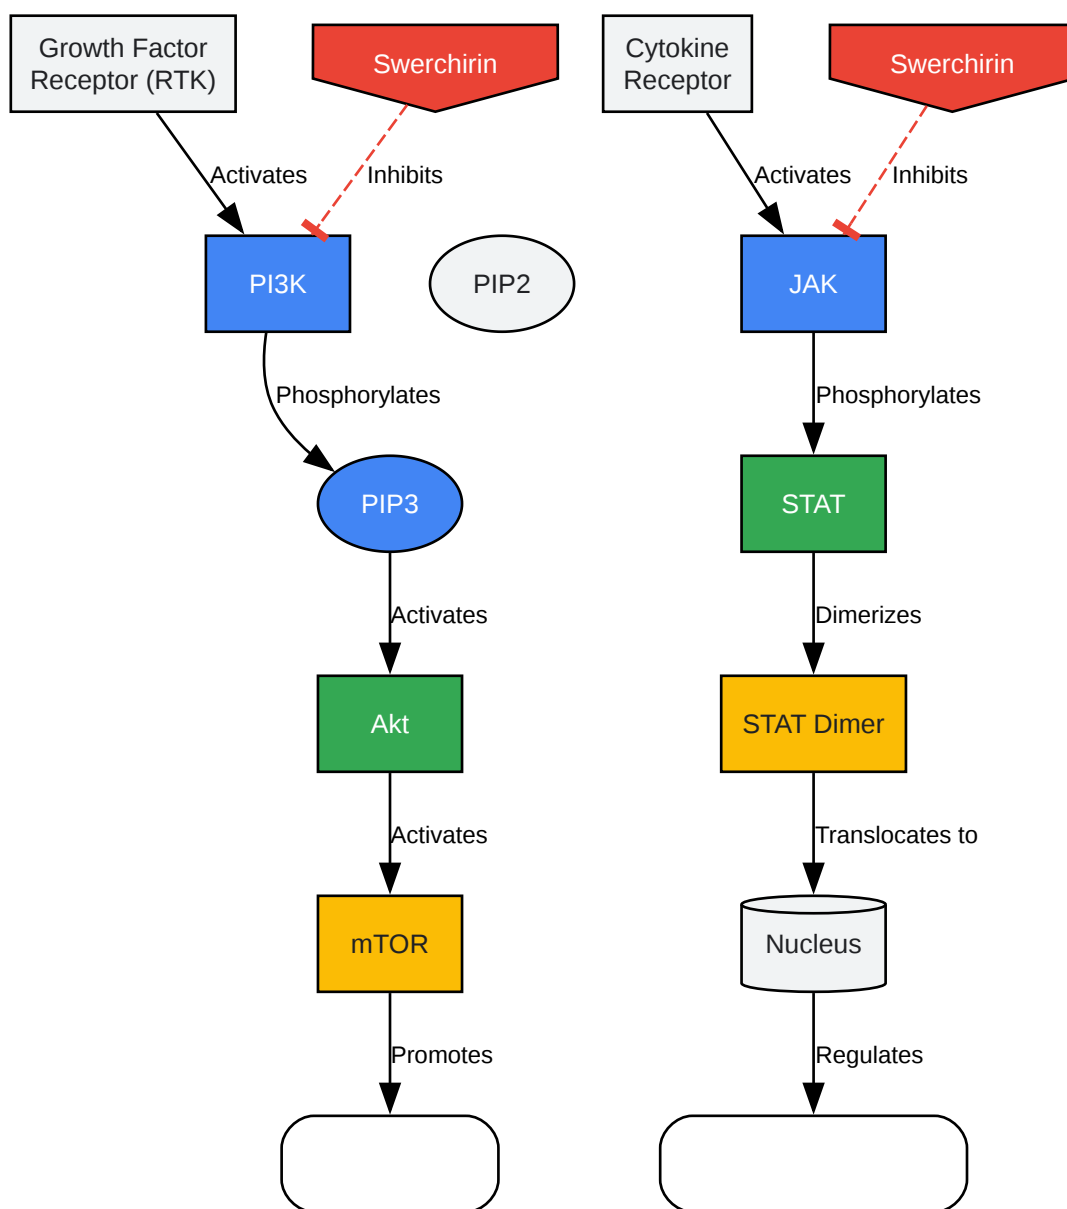 Growth Factor
Receptor (RTK)
Swerchirin
Activates
Inhibits
PI3K
PIP2
Phosphorylates
PIP3
Activates
Akt
Activates
mTOR
Promotes
Cytokine
Receptor
Swerchirin
Activates
Inhibits
JAK
Phosphorylates
STAT
Dimerizes
STAT Dimer
Translocates to
Nucleus
Regulates